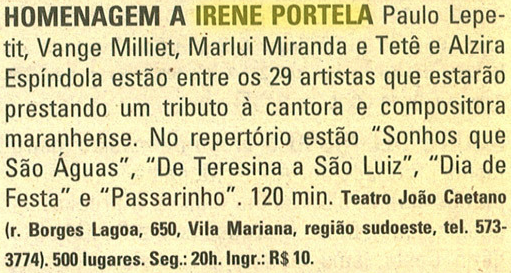 HOMENAGEM A IRENE PORTELA Paulo Lepe-
tit, Vange Milliet, Marlui Miranda e Tetê e Alzira
Espíndola estão entre os 29 artistas que estarão
prestando um tributo à cantora e compositora
maranhense. No repertório estão "Sonhos que
São Águas", "De Teresina a São Luiz", "Dia de
Festa" e "Passarinho". 120 min. Teatro João Caetano
(r. Borges Lagoa, 650, Vila Mariana, região sudoeste, tel. 573-
3774). 500 lugares. Seg.: 20h. Ingr.: R$ 10.